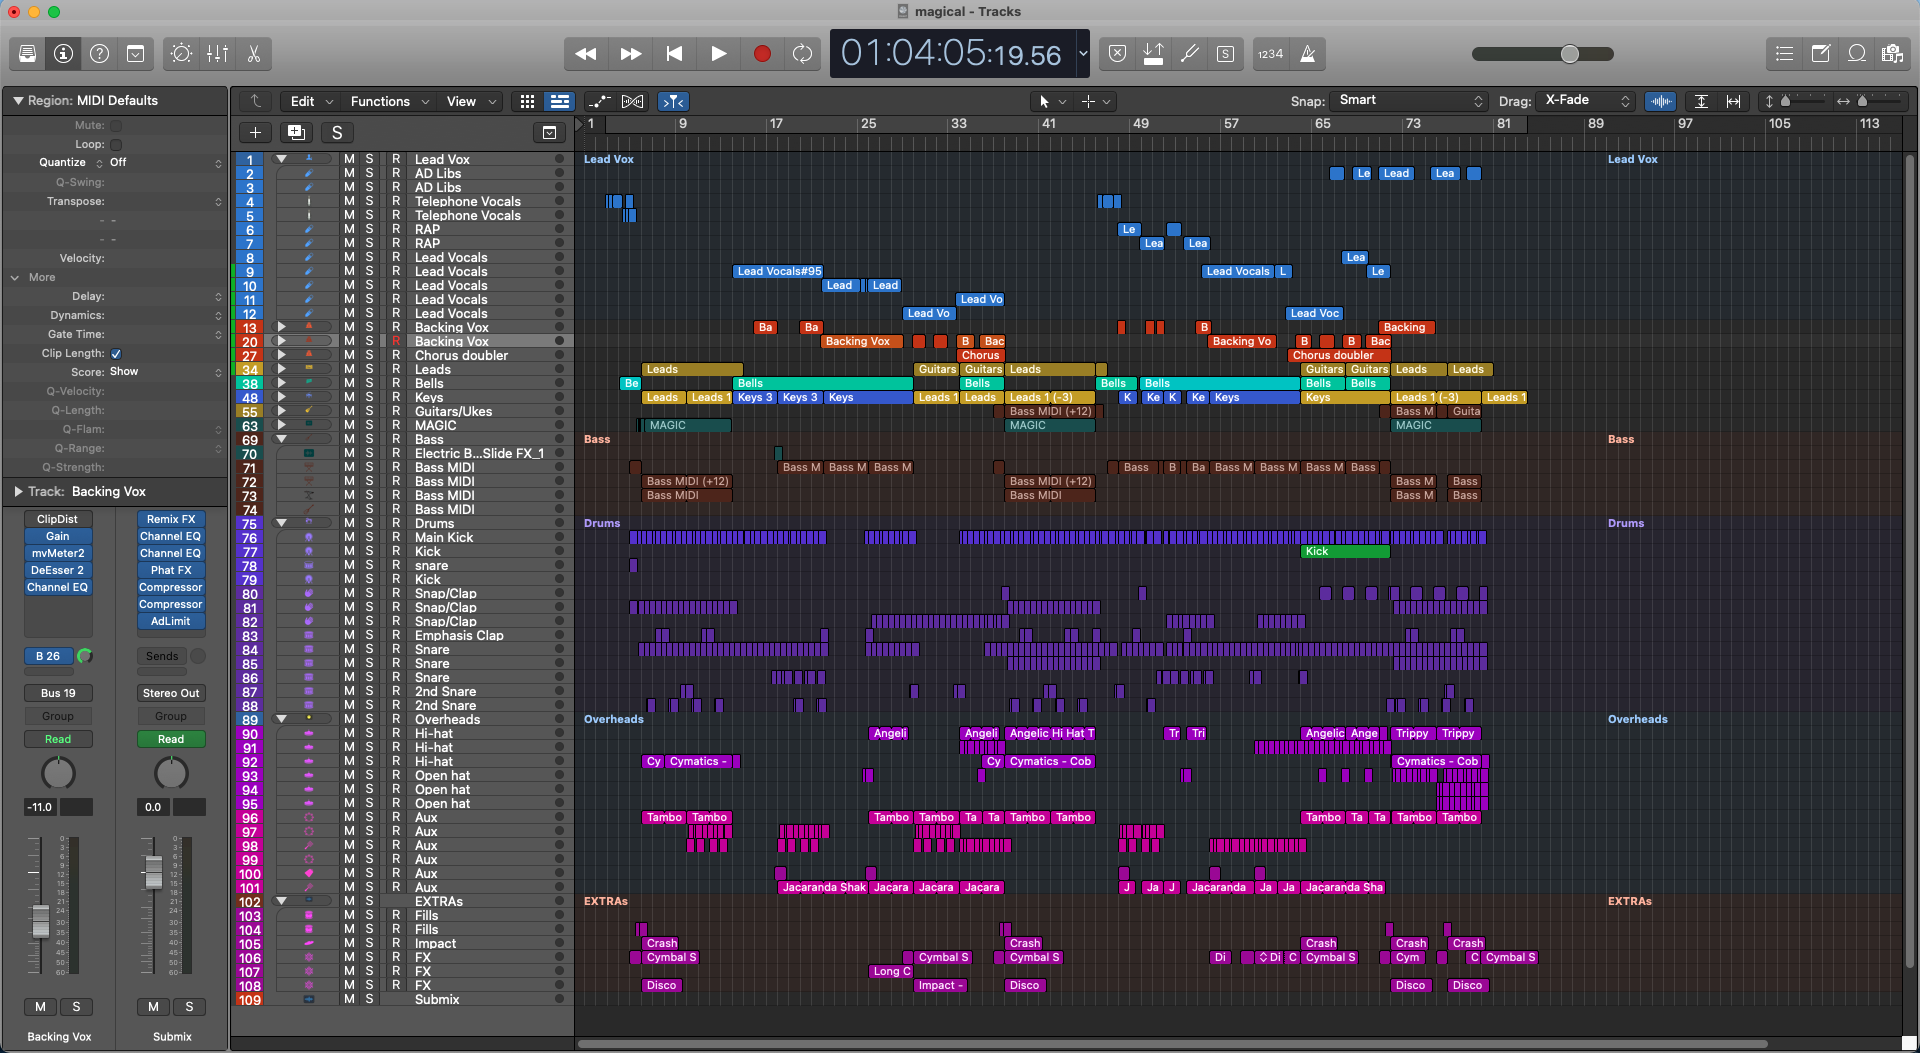 magical - Tracks
01:04:05:19.56
1234
Region: MIDI Defaults
Mute:
Loop:
Quantize Off
Q-Swing:
Transpose:
Velocity:
More
Delay:
Dynamics:
Gate Time:
Clip Length:
Score: Show
Q-Velocity:
Q-Length:
Q-Flam:
Q-Range:
Q-Strength:
Track: Backing Vox
ClipDist
Gain
mvMeter2
DeEsser 2
Channel EQ
B 26
Bus 19
Group
Read
-11.0
M S
Backing Vox
Remix FX
Channel EQ
Channel EQ
Phat FX
Compressor
Compressor
AdLimit
Sends
Stereo Out
Group
Read
0.0
M S
Submix
Edit Functions View
Snap: Smart Drag: X-Fade
S
1 9 17 25 33 41 49 57 65 73 81 89 97 105 113
1 M S R Lead Vox Lead Vox Lead Vox
2 M S R AD Libs Le Lead Lea
3 M S R AD Libs
4 M S R Telephone Vocals
5 M S R Telephone Vocals
6 M S R RAP Le
7 M S R RAP Lea Lea
8 M S R Lead Vocals Lea
9 M S R Lead Vocals Lead Vocals#95 Lead Vocals L Le
10 M S R Lead Vocals Lead Lead
11 M S R Lead Vocals Lead Vo
12 M S R Lead Vocals Lead Vo Lead Voc
13 M S R Backing Vox Ba Ba B Backing
20 M S R Backing Vox Backing Vox B Bac Backing Vo B B Bac
27 M S R Chorus doubler Chorus Chorus doubler
34 M S R Leads Leads Guitars Guitars Leads Guitars Guitars Leads Leads
38 M S R Bells Be Bells Bells Bells Bells Bells Bells
48 M S R Keys Leads Leads 1 Keys 3 Keys 3 Keys Leads 1 Leads Leads 1 (-3) K Ke K Ke Keys Keys Leads 1 (-3) Leads 1
55 M S R Guitars/Ukes Bass MIDI (+12) Bass M Guita
63 M S R MAGIC MAGIC MAGIC MAGIC
69 M S R Bass Bass Bass
70 M S R Electric B...Slide FX_1
71 M S R Bass MIDI Bass M Bass M Bass M Bass B Ba Bass M Bass M Bass M Bass
72 M S R Bass MIDI Bass MIDI (+12) Bass MIDI (+12) Bass M Bass
73 M S R Bass MIDI Bass MIDI Bass MIDI Bass M Bass
74 M S R Bass MIDI
75 M S R Drums Drums Drums
76 M S R Main Kick
77 M S R Kick Kick
78 M S R snare
79 M S R Kick
80 M S R Snap/Clap
81 M S R Snap/Clap
82 M S R Snap/Clap
83 M S R Emphasis Clap
84 M S R Snare
85 M S R Snare
86 M S R Snare
87 M S R 2nd Snare
88 M S R 2nd Snare
89 M S R Overheads Overheads Overheads
90 M S R Hi-hat Angeli Angeli Angelic Hi Hat T Tr Tri Angelic Ange Trippy Trippy
91 M S R Hi-hat
92 M S R Hi-hat Cy Cymatics - Cy Cymatics - Cob Cymatics - Cob
93 M S R Open hat
94 M S R Open hat
95 M S R Open hat
96 M S R Aux Tambo Tambo Tambo Tambo Ta Ta Tambo Tambo Tambo Ta Ta Tambo Tambo
97 M S R Aux
98 M S R Aux
99 M S R Aux
100 M S R Aux
101 M S R Aux Jacaranda Shak Jacara Jacara Jacara J Ja J Jacaranda Ja Ja Jacaranda Sha
102 M S EXTRAs EXTRAs EXTRAs
103 M S R Fills
104 M S R Fills
105 M S R Impact Crash Crash Crash Crash Crash
106 M S R FX Cymbal S Cymbal S Cymbal S Di Di C Cymbal S Cym C Cymbal S
107 M S R FX Long C
108 M S R FX Disco Impact - Disco Disco Disco
109 M S Submix